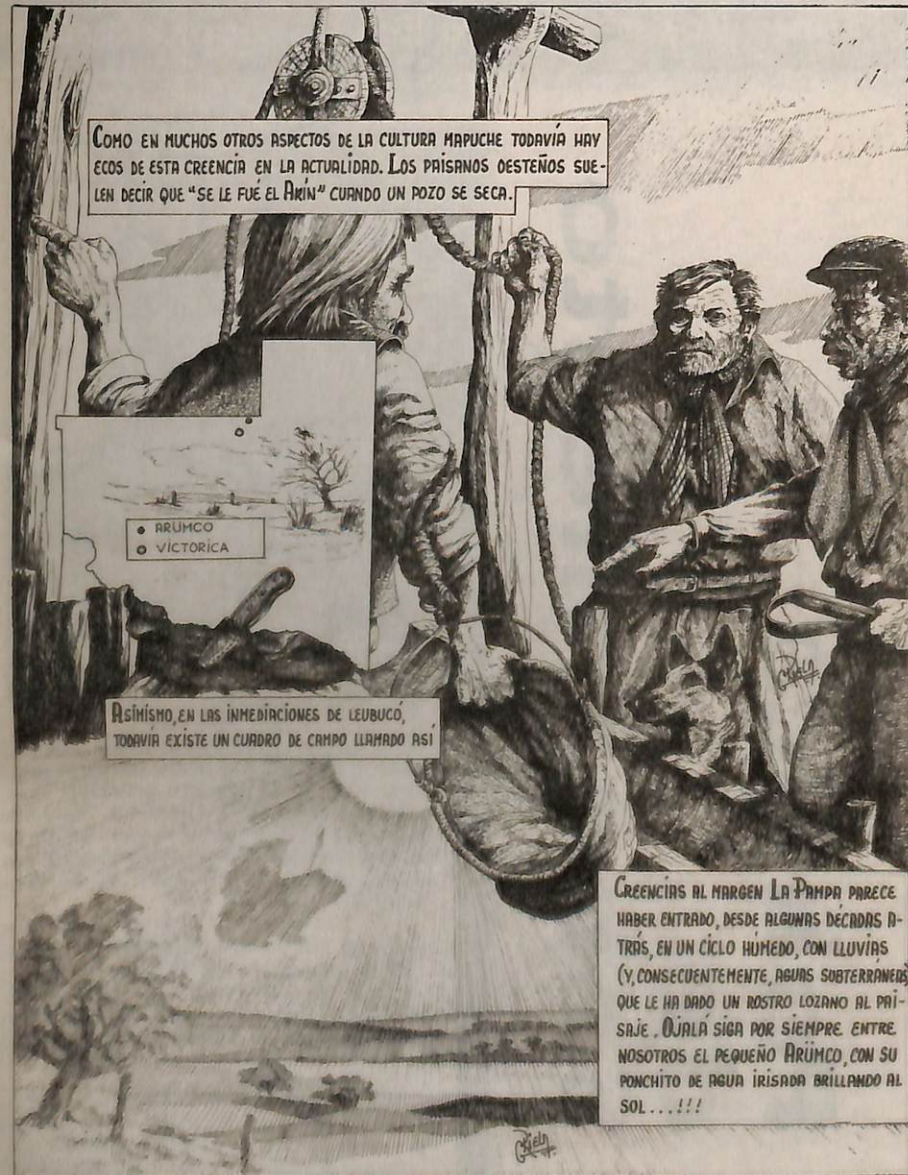 COMO EN MUCHOS OTROS ASPECTOS DE LA CULTURA MAPUCHE TODAVÍA HAY
ECOS DE ESTA CREENCIA EN LA ACTUALIDAD. LOS PAISANOS OESTEÑOS SUE-
LEN DECIR QUE "SE LE FUÉ EL ARÍN" CUANDO UN POZO SE SECA.
ARÜMCO
VICTORICA
ASIMISMO, EN LAS INMEDIACIONES DE LEUBUCÓ,
TODAVÍA EXISTE UN CUADRO DE CAMPO LLAMADO ASÍ
CREENCIAS AL MARGEN LA PAMPA PARECE
HABER ENTRADO, DESDE ALGUNAS DÉCADAS A-
TRÁS, EN UN CICLO HÚMEDO, CON LLUVIAS
(Y, CONSECUENTEMENTE, AGUAS SUBTERRÁNEAS)
QUE LE HA DADO UN ROSTRO LOZANO AL PAI-
SAJE. OJALÁ SIGA POR SIEMPRE ENTRE
NOSOTROS EL PEQUEÑO ARÜMCO, CON SU
PONCHITO DE AGUA IRISADA BRILLANDO AL
SOL...!!!